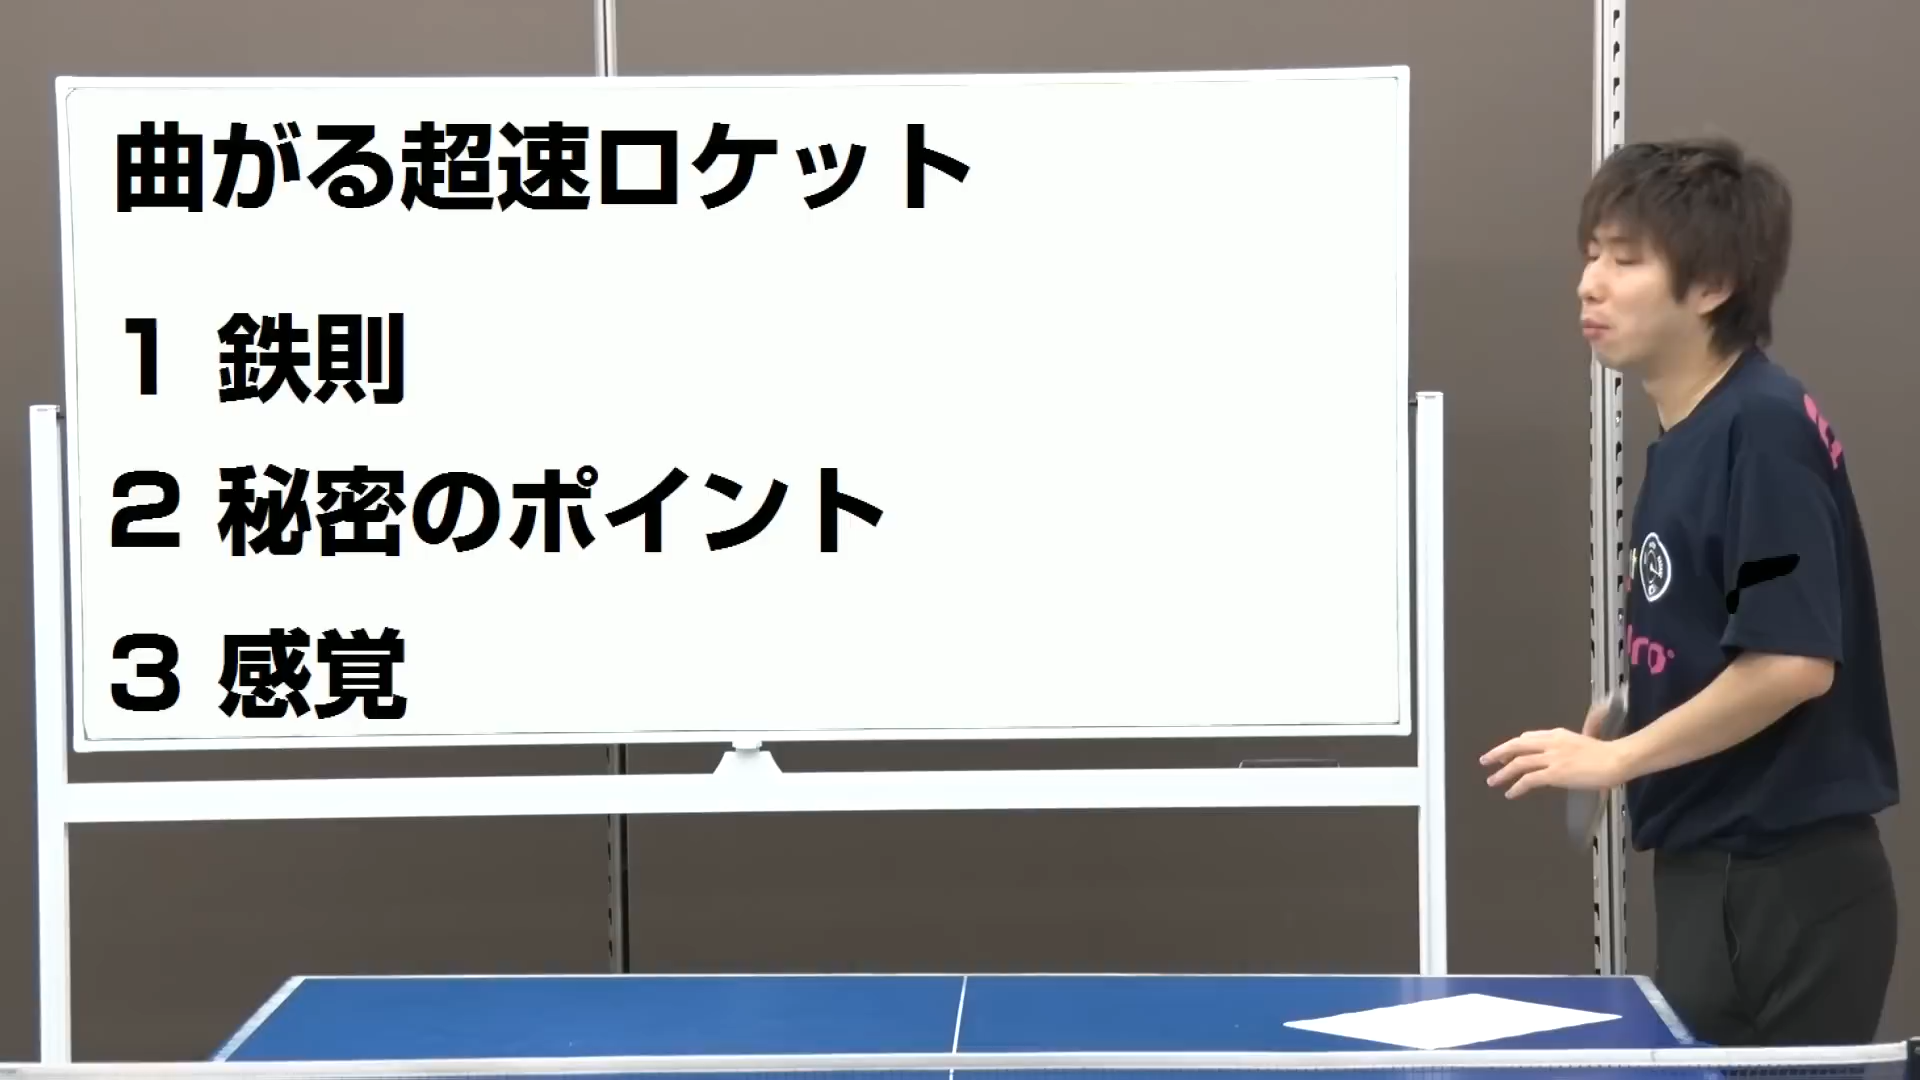 曲がる超速ロケット
1 鉄則
2 秘密のポイント
3 感覚